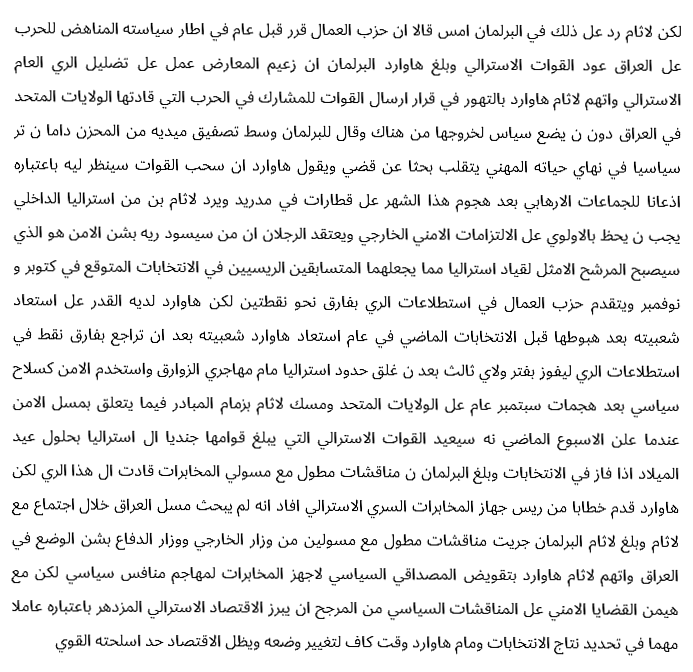 لكن لاثام رد عل ذلك في البرلمان امس قالا ان حزب العمال قرر قبل عام في اطار سياسته المناهض للحرب
عل العراق عود القوات الاسترالي وبلغ هاوارد البرلمان ان زعيم المعارض عمل عل تضليل الري العام
الاسترالي واتهم لاثام هاوارد بالتهور في قرار ارسال القوات للمشارك في الحرب التي قادتها الولايات المتحد
في العراق دون ن يضع سياس لخروجها من هناك وقال للبرلمان وسط تصفيق ميديه من المحزن داما ن تر
سياسيا في نهاي حياته المهني يتقلب بحثا عن قضي ويقول هاوارد ان سحب القوات سينظر ليه باعتباره
اذعانا للجماعات الارهابي بعد هجوم هذا الشهر عل قطارات في مدريد ويرد لاثام بن من استراليا الداخلي
يجب ن يحظ بالاولوي عل الالتزامات الامني الخارجي ويعتقد الرجلان ان من سيسود ريه بشن الامن هو الذي
سيصبح المرشح الامثل لقياد استراليا مما يجعلهما المتسابقين الريسيين في الانتخابات المتوقع في كتوبر و
نوفمبر ويتقدم حزب العمال في استطلاعات الري بفارق نحو نقطتين لكن هاوارد لديه القدر عل استعاد
شعبيته بعد هبوطها قبل الانتخابات الماضي في عام استعاد هاوارد شعبيته بعد ان تراجع بفارق نقط في
استطلاعات الري ليفوز بفتر ولاي ثالث بعد ن غلق حدود استراليا مام مهاجري الزوارق واستخدم الامن كسلاح
سياسي بعد هجمات سبتمبر عام عل الولايات المتحد ومسك لاثام بزمام المبادر فيما يتعلق بمسل الامن
عندما علن الاسبوع الماضي نه سيعيد القوات الاسترالي التي يبلغ قوامها جنديا ال استراليا بحلول عيد
الميلاد اذا فاز في الانتخابات وبلغ البرلمان ن مناقشات مطول مع مسولي المخابرات قادت ال هذا الري لكن
هاوارد قدم خطابا من ريس جهاز المخابرات السري الاسترالي افاد انه لم يبحث مسل العراق خلال اجتماع مع
لاثام وبلغ لاثام البرلمان جريت مناقشات مطول مع مسولين من وزار الخارجي ووزار الدفاع بشن الوضع في
العراق واتهم لاثام هاوارد بتقويض المصداقي السياسي لاجهز المخابرات لمهاجم منافس سياسي لكن مع
هيمن القضايا الامني عل المناقشات السياسي من المرجح ان يبرز الاقتصاد الاسترالي المزدهر باعتباره عاملا
مهما في تحديد نتاج الانتخابات ومام هاوارد وقت كاف لتغيير وضعه ويظل الاقتصاد حد اسلحته القوي